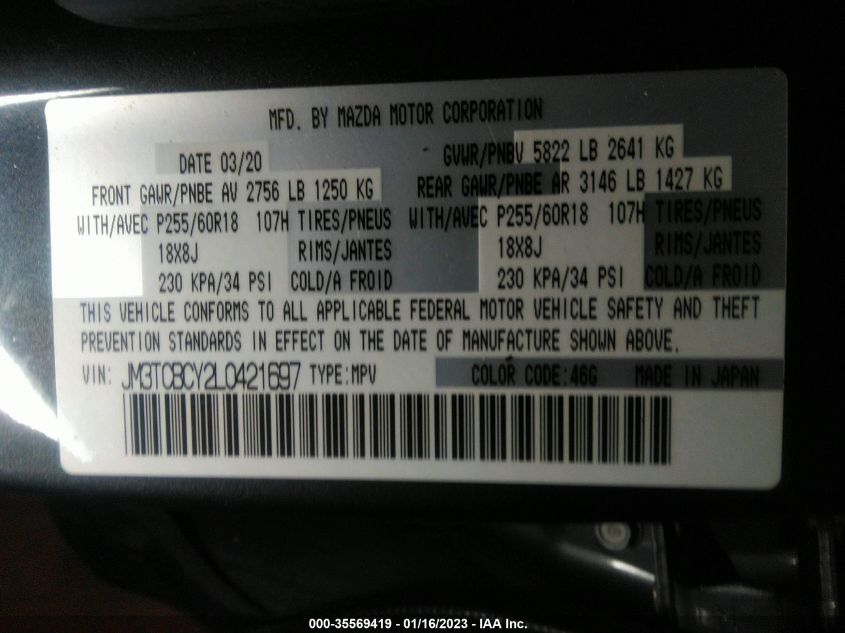 MFD. BY MAZDA MOTOR CORPORATION
DATE 03/20 GVWR/PNBV 5822 LB 2641 KG
FRONT GAWR/PNBE AV 2756 LB 1250 KG REAR GAWR/PNBE AR 3146 LB 1427 KG
WITH/AVEC P255/60R18 107H TIRES/PNEUS WITH/AVEC P255/60R18 107H TIRES/PNEUS
18X8J RIMS/JANTES 18X8J RIMS/JANTES
230 KPA/34 PSI COLD/A FROID 230 KPA/34 PSI COLD/A FROID
THIS VEHICLE CONFORMS TO ALL APPLICABLE FEDERAL MOTOR VEHICLE SAFETY AND THEFT
PREVENTION STANDARDS IN EFFECT ON THE DATE OF MANUFACTURE SHOWN ABOVE.
VIN: JM3TCBCY2L0421697 TYPE:MPV COLOR CODE:46G MADE IN JAPAN
000-35569419 - 01/16/2023 - IAA Inc.